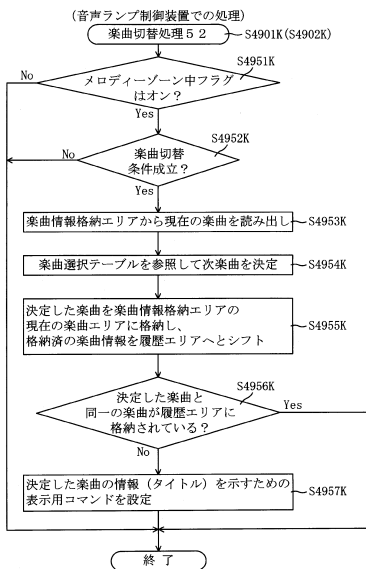 (音声ランプ制御装置での処理)
楽曲切替処理52
S4901K(S4902K)
S4951K
No
メロディーゾーン中フラグ
はオン?
Yes
S4952K
No
楽曲切替
条件成立?
Yes
楽曲情報格納エリアから現在の楽曲を読み出し
S4953K
楽曲選択テーブルを参照して次楽曲を決定
S4954K
決定した楽曲を楽曲情報格納エリアの
現在の楽曲エリアに格納し、
格納済の楽曲情報を履歴エリアへとシフト
S4955K
S4956K
決定した楽曲と
同一の楽曲が履歴エリアに
格納されている?
Yes
No
決定した楽曲の情報(タイトル)を示すための
表示用コマンドを設定
S4957K
終了